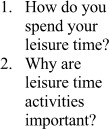 1. How do you
spend your
leisure time?
2. Why are
leisure time
activities
important?